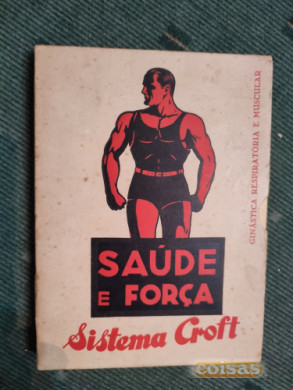 GINÁSTICA RESPIRATÓRIA E MUSCULAR
SAÚDE
E FORÇA
Sistema Croft
coisas